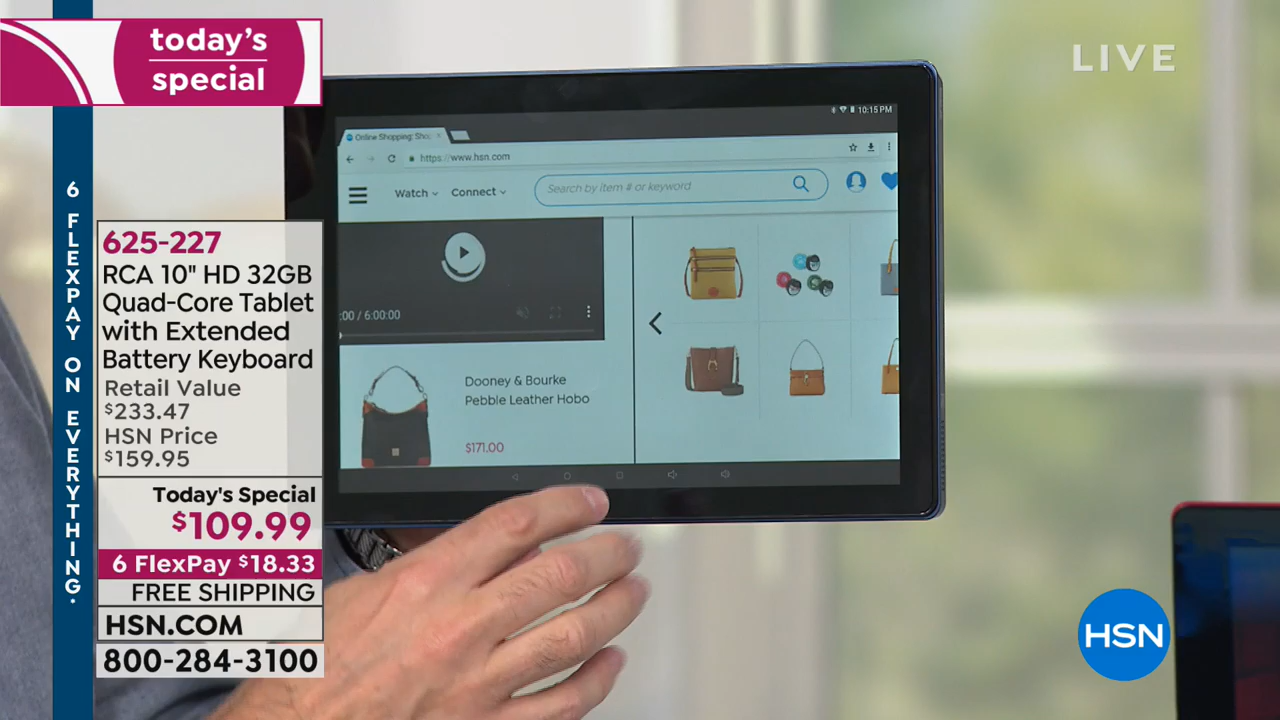 today's
special
LIVE
6 FLEXPAY ON EVERYTHING.
625-227
RCA 10" HD 32GB
Quad-Core Tablet
with Extended
Battery Keyboard
Retail Value
$233.47
HSN Price
$159.95
Today's Special
$109.99
6 FlexPay $18.33
FREE SHIPPING
HSN.COM
800-284-3100
10:15 PM
Online Shopping: Sho
https://www.hsn.com
Watch
Connect
Search by item # or keyword
:00 / 6:00:00
Dooney & Bourke
Pebble Leather Hobo
$171.00
HSN